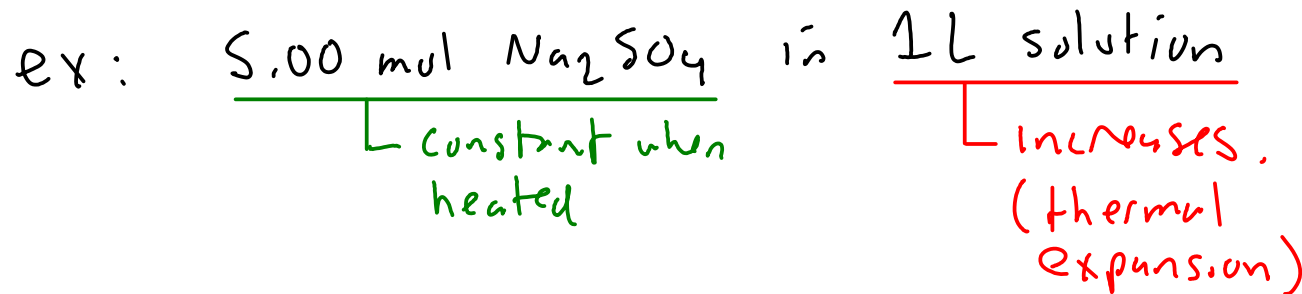 ex: 5.00 mol Na₂SO₄ in 1L solution
constant when
heated
increases.
(thermal
expansion)